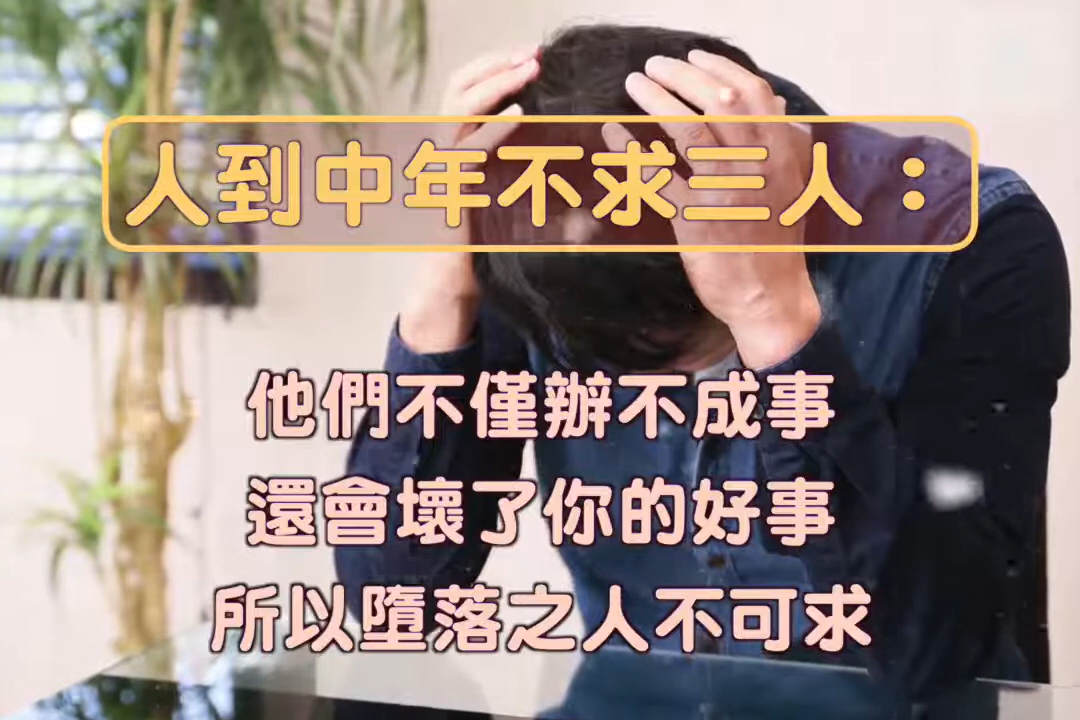 人到中年不求三人：
他們不僅辦不成事
還會壞了你的好事
所以墮落之人不可求